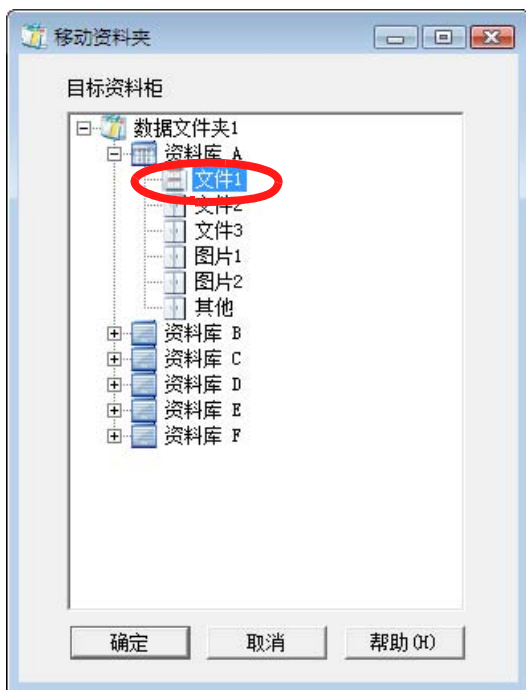 移动资料夹
目标资料柜
数据文件夹1
资料库 A
文件1
文件2
文件3
图片1
图片2
其他
资料库 B
资料库 C
资料库 D
资料库 E
资料库 F
确定 取消 帮助(H)